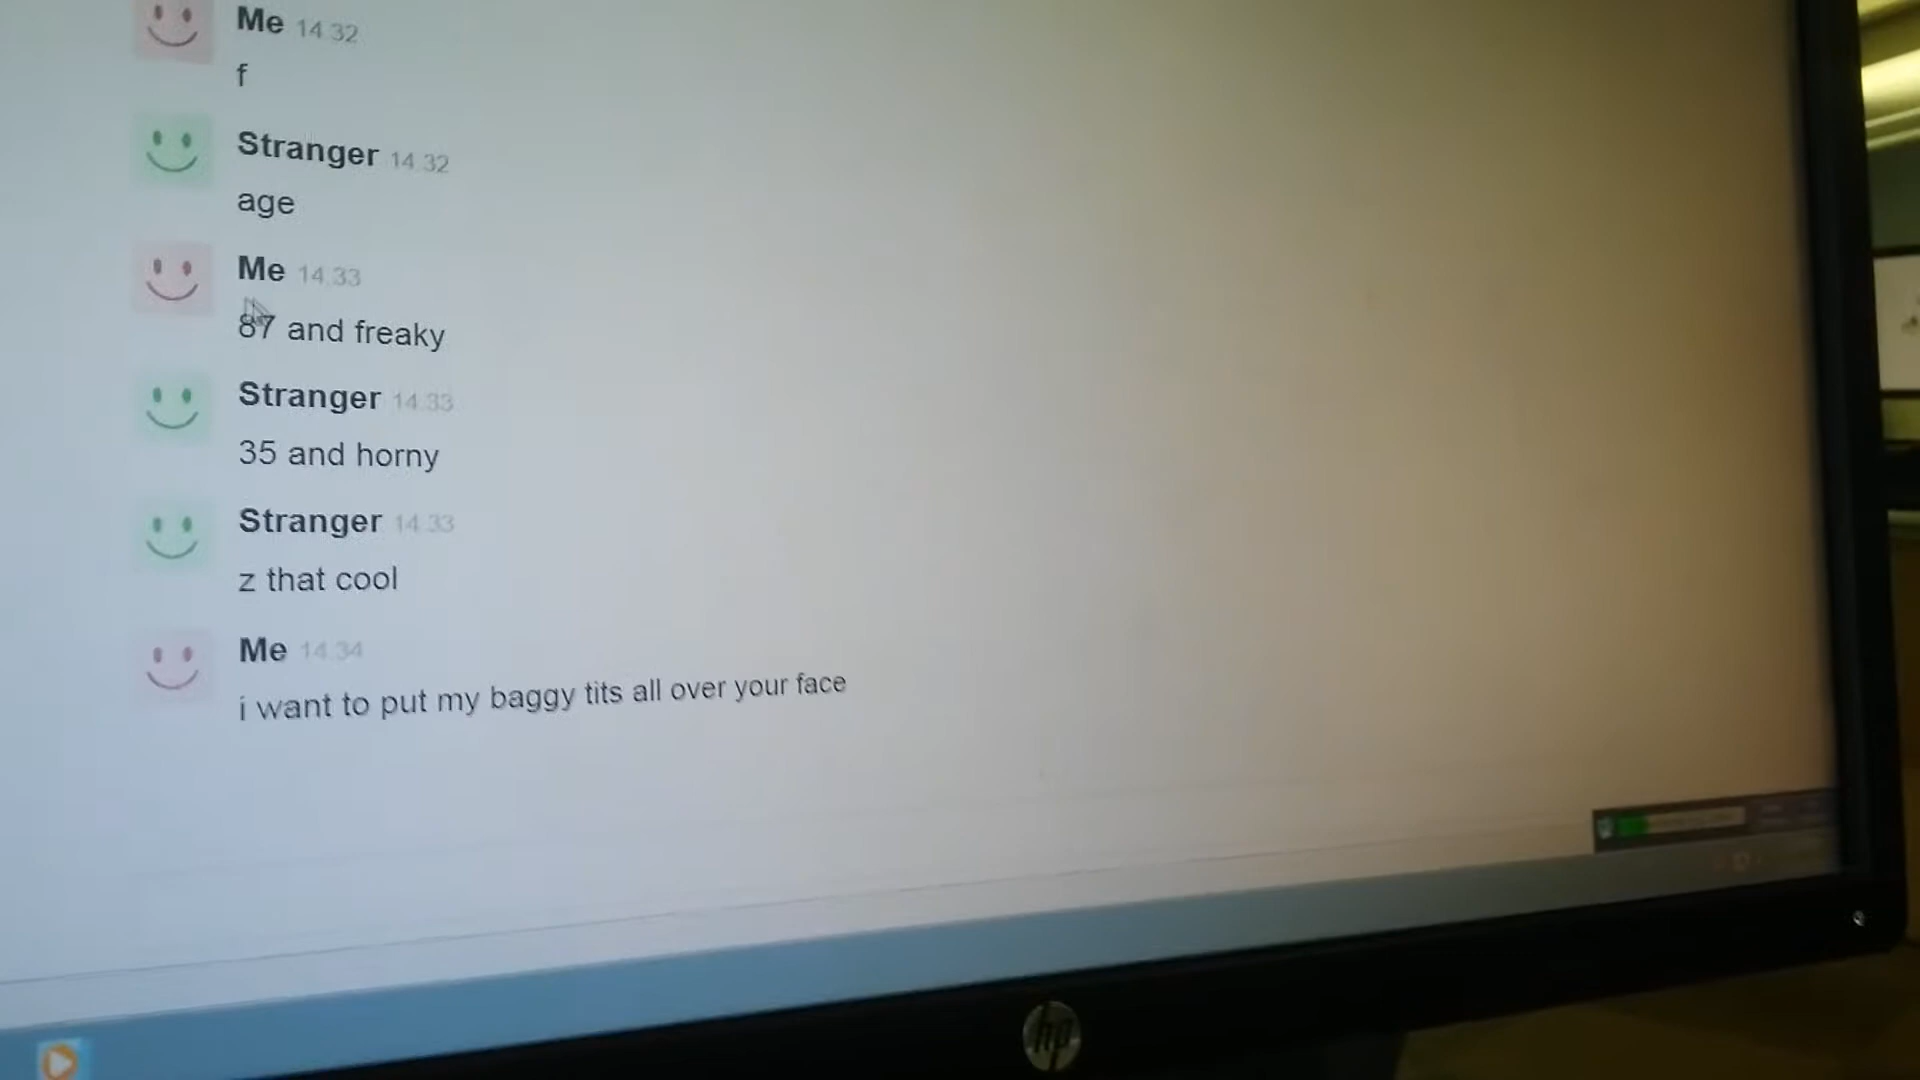 Me 14.32
f
Stranger 14.32
age
Me 14.33
87 and freaky
Stranger 14.33
35 and horny
Stranger 14.33
z that cool
Me 14.34
i want to put my baggy tits all over your face
hp